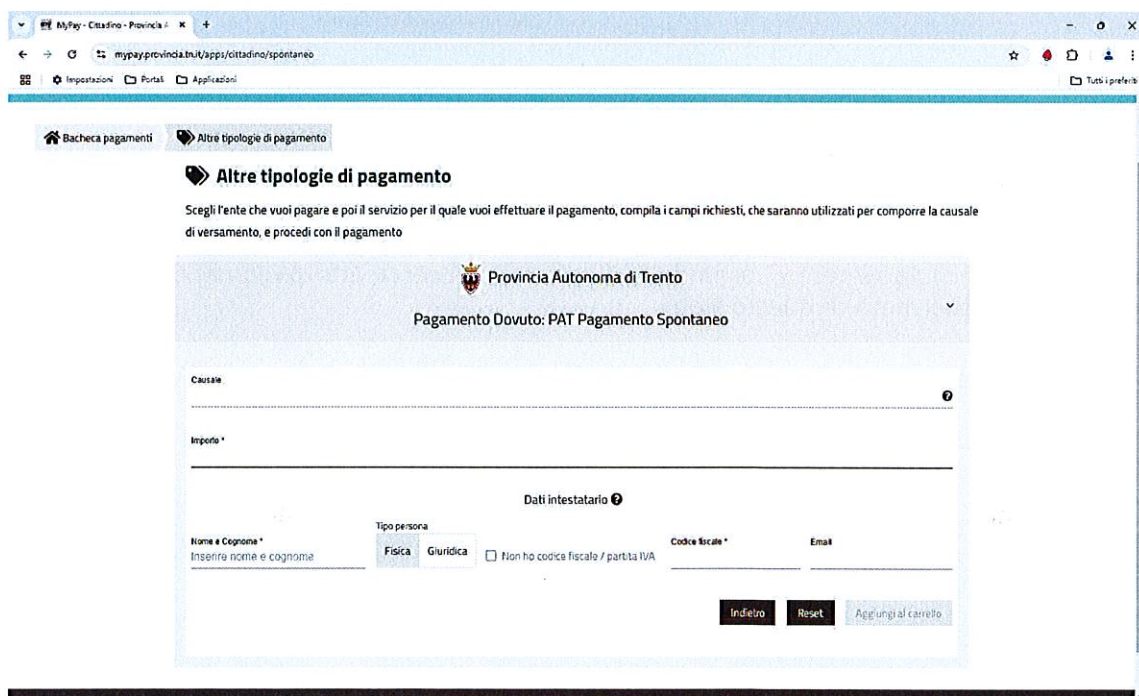 MyPay - Cittadino - Provincia A
mypay.provincia.tn.it/apps/cittadino/spontaneo
Impostazioni Portali Applicazioni Tutti i preferiti
Bacheca pagamenti Altre tipologie di pagamento
Altre tipologie di pagamento
Scegli l'ente che vuoi pagare e poi il servizio per il quale vuoi effettuare il pagamento, compila i campi richiesti, che saranno utilizzati per comporre la causale
di versamento, e procedi con il pagamento
Provincia Autonoma di Trento
Pagamento Dovuto: PAT Pagamento Spontaneo
Causale
Importo *
Dati intestatario
Tipo persona
Nome e Cognome * Fisica Giuridica Non ho codice fiscale / partita IVA Codice fiscale * Email
Inserire nome e cognome
Indietro Reset Aggiungi al carrello